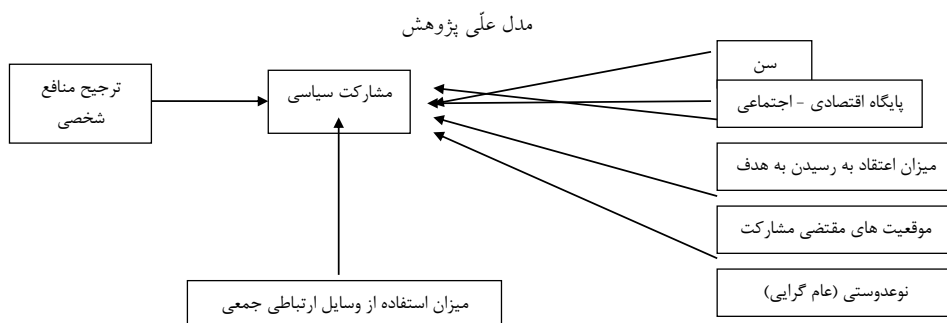 مدل علّی پژوهش
سن
پایگاه اقتصادی - اجتماعی
میزان اعتقاد به رسیدن به هدف
موقعیت های مقتضی مشارکت
نوعدوستی (عام گرایی)
مشارکت سیاسی
ترجیح منافع
شخصی
میزان استفاده از وسایل ارتباطی جمعی